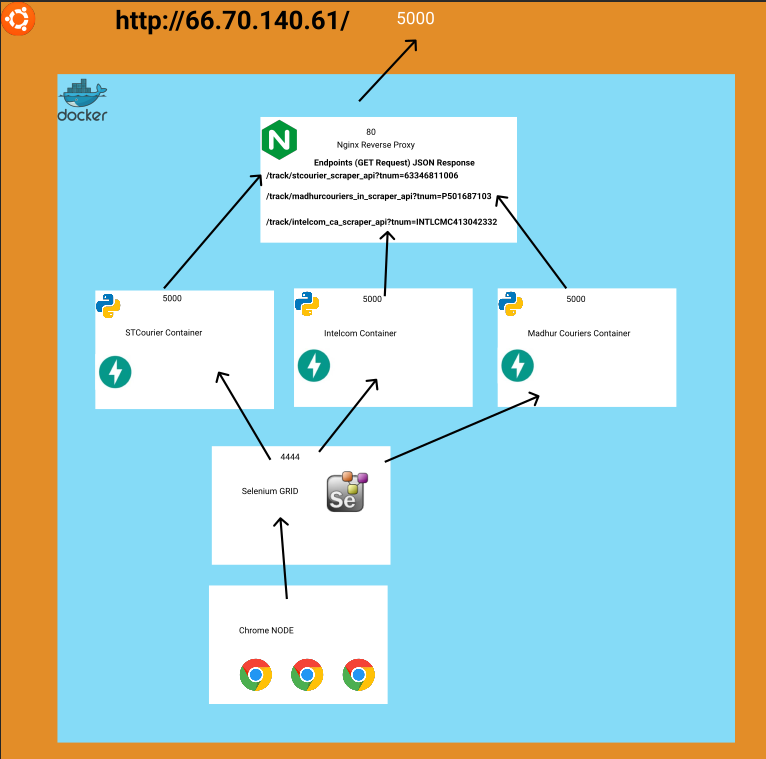 http://66.70.140.61/ 5000
docker
80
Nginx Reverse Proxy
Endpoints (GET Request) JSON Response
/track/stcourier_scraper_api?tnum=63346811006
/track/madhurcouriers_in_scraper_api?tnum=P501687103
/track/intelcom_ca_scraper_api?tnum=INTLCMC413042332
5000
STCourier Container
5000
Intelcom Container
5000
Madhur Couriers Container
4444
Selenium GRID
Se
Chrome NODE